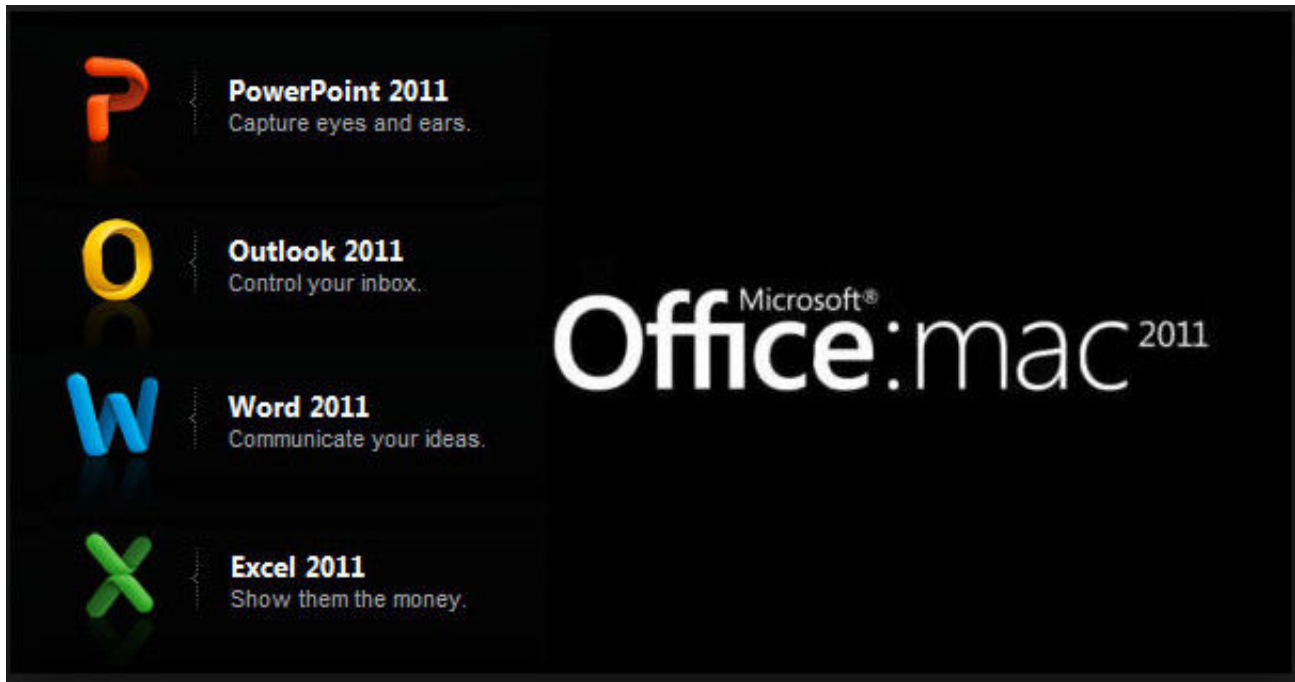 PowerPoint 2011
Capture eyes and ears.
Outlook 2011
Control your inbox.
Word 2011
Communicate your ideas.
Excel 2011
Show them the money.
Microsoft®
Office:mac 2011